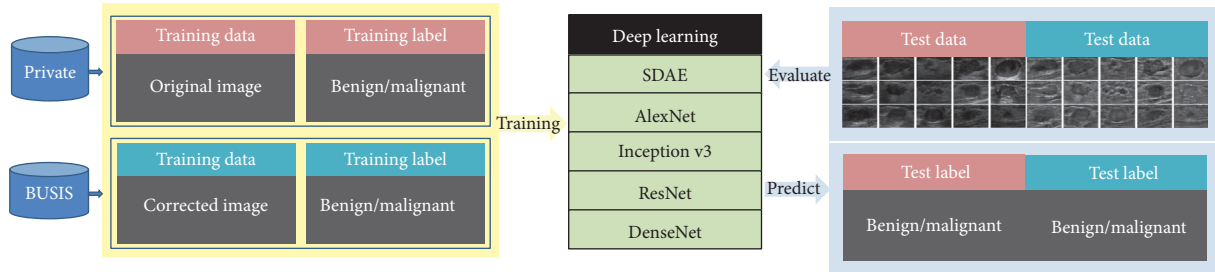 Private
Training data
Training label
Original image
Benign/malignant
BUSIS
Training data
Training label
Corrected image
Benign/malignant
Training
Deep learning
SDAE
AlexNet
Inception v3
ResNet
DenseNet
Evaluate
Predict
Test data
Test data
Test label
Test label
Benign/malignant
Benign/malignant